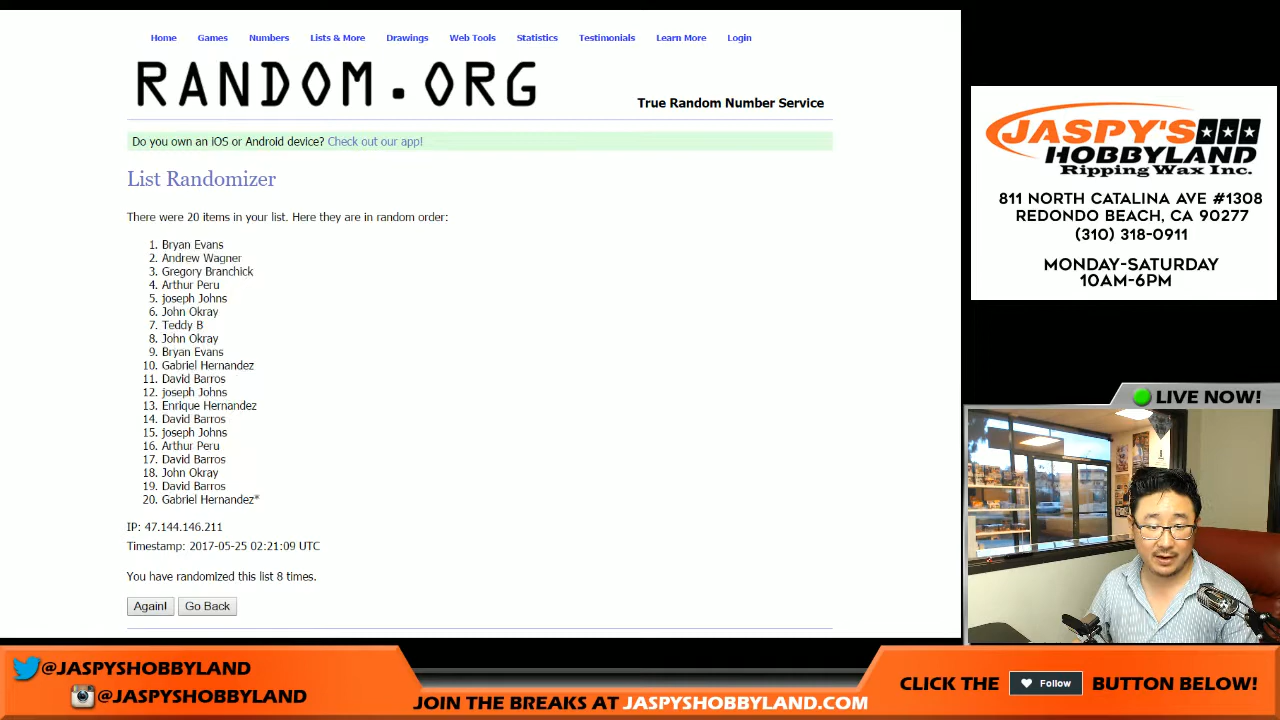 Home Games Numbers Lists & More Drawings Web Tools Statistics Testimonials Learn More Login
RANDOM.ORG
True Random Number Service
Do you own an iOS or Android device? Check out our app!
List Randomizer
There were 20 items in your list. Here they are in random order:
1. Bryan Evans
2. Andrew Wagner
3. Gregory Branchick
4. Arthur Peru
5. joseph Johns
6. John Okray
7. Teddy B
8. John Okray
9. Bryan Evans
10. Gabriel Hernandez
11. David Barros
12. joseph Johns
13. Enrique Hernandez
14. David Barros
15. joseph Johns
16. Arthur Peru
17. David Barros
18. John Okray
19. David Barros
20. Gabriel Hernandez*
IP: 47.144.146.211
Timestamp: 2017-05-25 02:21:09 UTC
You have randomized this list 8 times.
Again! Go Back
JASPY'S
HOBBYLAND
Ripping Wax Inc.
811 NORTH CATALINA AVE #1308
REDONDO BEACH, CA 90277
(310) 318-0911
MONDAY-SATURDAY
10AM-6PM
LIVE NOW!
@JASPYSHOBBYLAND
@JASPYSHOBBYLAND
JOIN THE BREAKS AT JASPYSHOBBYLAND.COM
CLICK THE Follow BUTTON BELOW!